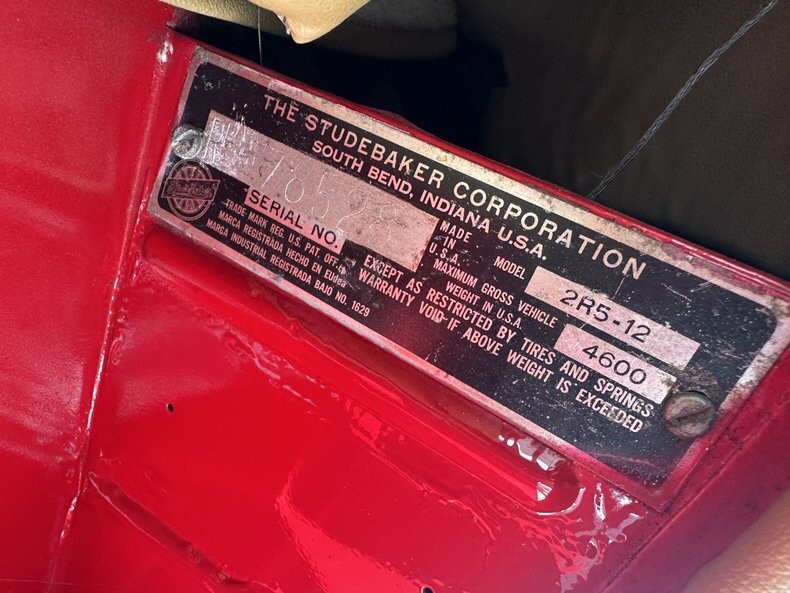 THE STUDEBAKER CORPORATION
SOUTH BEND, INDIANA U.S.A.
SERIAL NO.
TRADE MARK REG. U.S. PAT. OFF.
MARCA REGISTRADA HECHO EN EUdeA
MARCA INDUSTRIAL REGISTRADA BAJO NO. 1629
MADE
IN
U.S.A.
MODEL 2R5-12
MAXIMUM GROSS VEHICLE
WEIGHT IN U.S.A. 4600
EXCEPT AS RESTRICTED BY TIRES AND SPRINGS
WARRANTY VOID IF ABOVE WEIGHT IS EXCEEDED